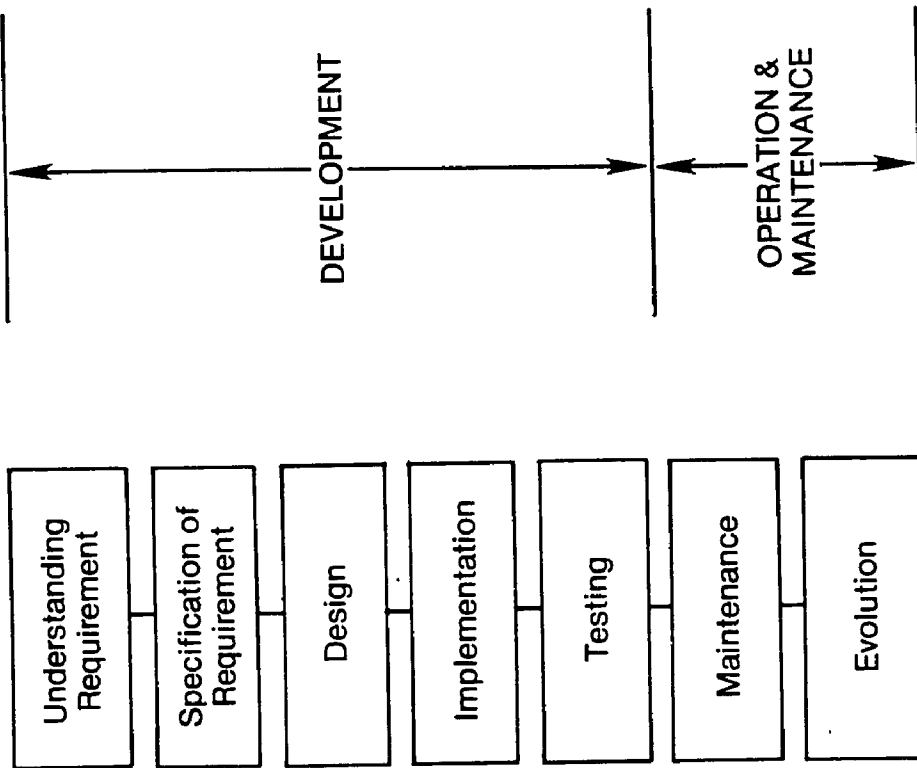 Understanding
Requirement
Specification of
Requirement
Design
Implementation
Testing
Maintenance
Evolution
DEVELOPMENT
OPERATION &
MAINTENANCE